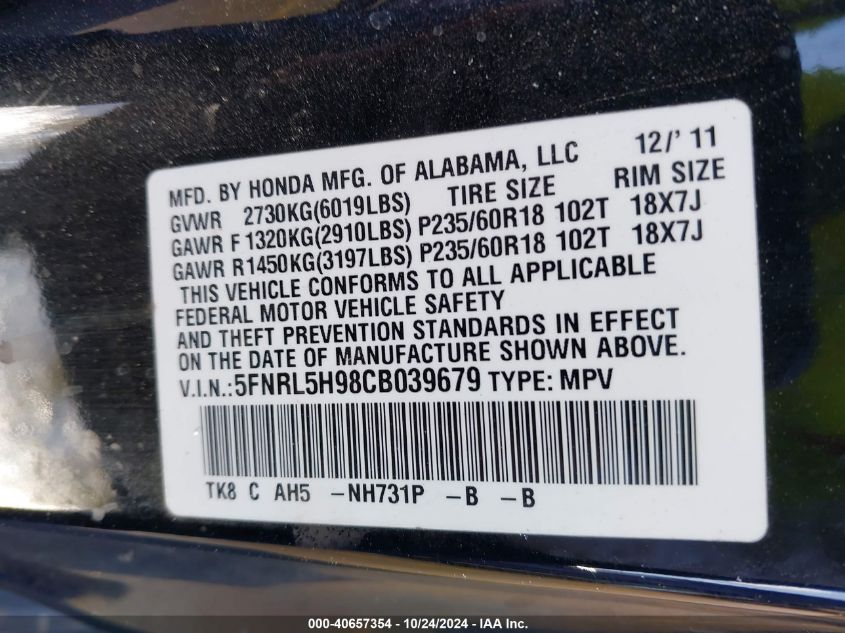 MFD. BY HONDA MFG. OF ALABAMA, LLC 12/'11
GVWR 2730KG(6019LBS) TIRE SIZE RIM SIZE
GAWR F 1320KG(2910LBS) P235/60R18 102T 18X7J
GAWR R1450KG(3197LBS) P235/60R18 102T 18X7J
THIS VEHICLE CONFORMS TO ALL APPLICABLE
FEDERAL MOTOR VEHICLE SAFETY
AND THEFT PREVENTION STANDARDS IN EFFECT
ON THE DATE OF MANUFACTURE SHOWN ABOVE.
V.I.N.:5FNRL5H98CB039679 TYPE: MPV
TK8 C AH5 -NH731P -B -B
000-40657354 - 10/24/2024 - IAA Inc.